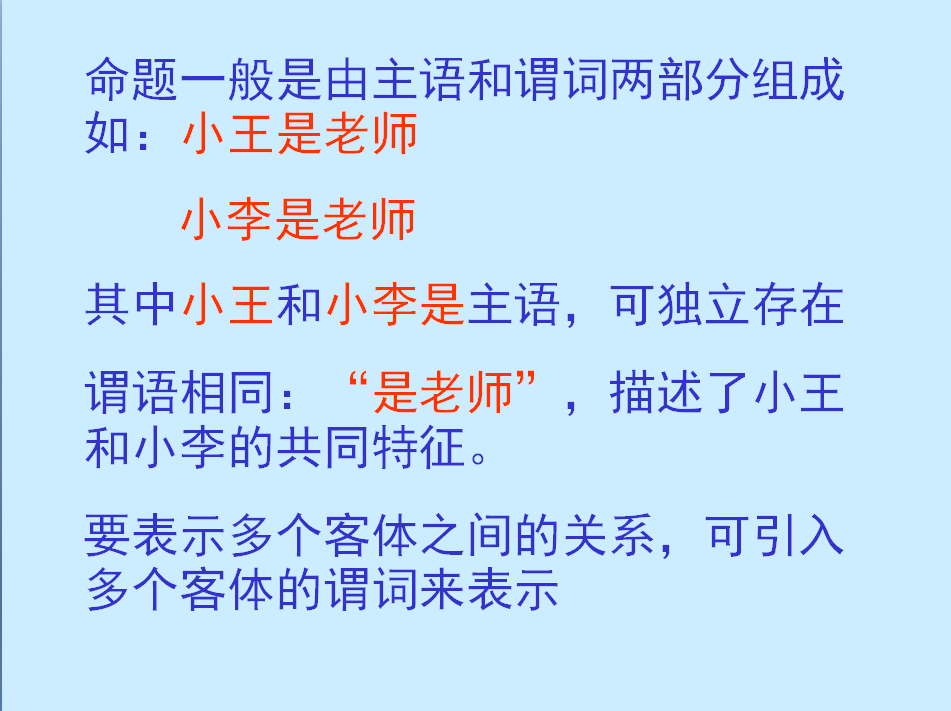 命题一般是由主语和谓词两部分组成
如：小王是老师
小李是老师
其中小王和小李是主语，可独立存在
谓语相同：“是老师”，描述了小王
和小李的共同特征。
要表示多个客体之间的关系，可引入
多个客体的谓词来表示